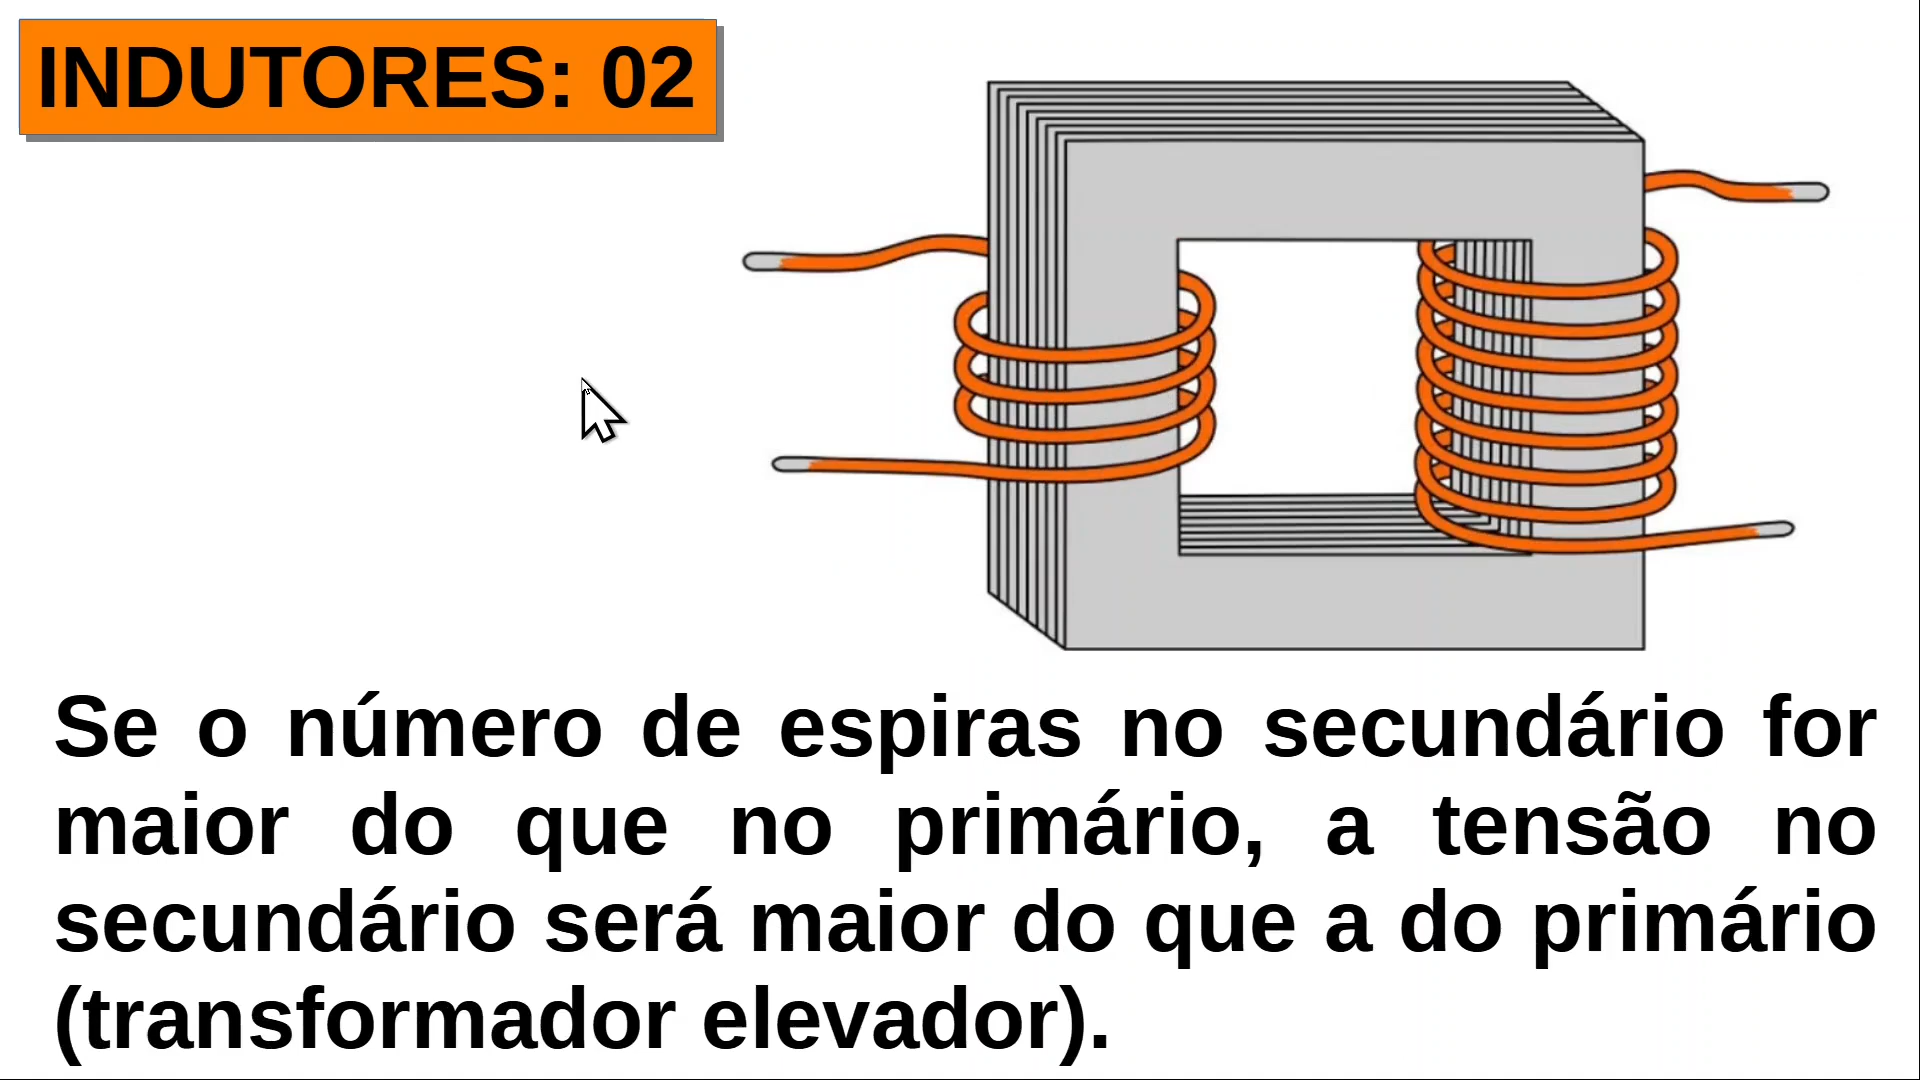 INDUTORES: 02
Se o número de espiras no secundário for
maior do que no primário, a tensão no
secundário será maior do que a do primário
(transformador elevador).